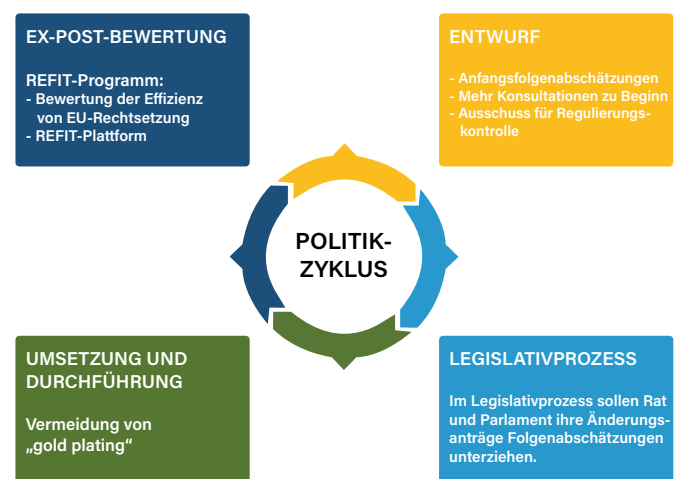 EX-POST-BEWERTUNG
REFIT-Programm:
- Bewertung der Effizienz
von EU-Rechtsetzung
- REFIT-Plattform
ENTWURF
- Anfangsfolgenabschätzungen
- Mehr Konsultationen zu Beginn
- Ausschuss für Regulierungs-
kontrolle
POLITIK-
ZYKLUS
UMSETZUNG UND
DURCHFÜHRUNG
Vermeidung von
„gold plating“
LEGISLATIVPROZESS
Im Legislativprozess sollen Rat
und Parlament ihre Änderungs-
anträge Folgenabschätzungen
unterziehen.